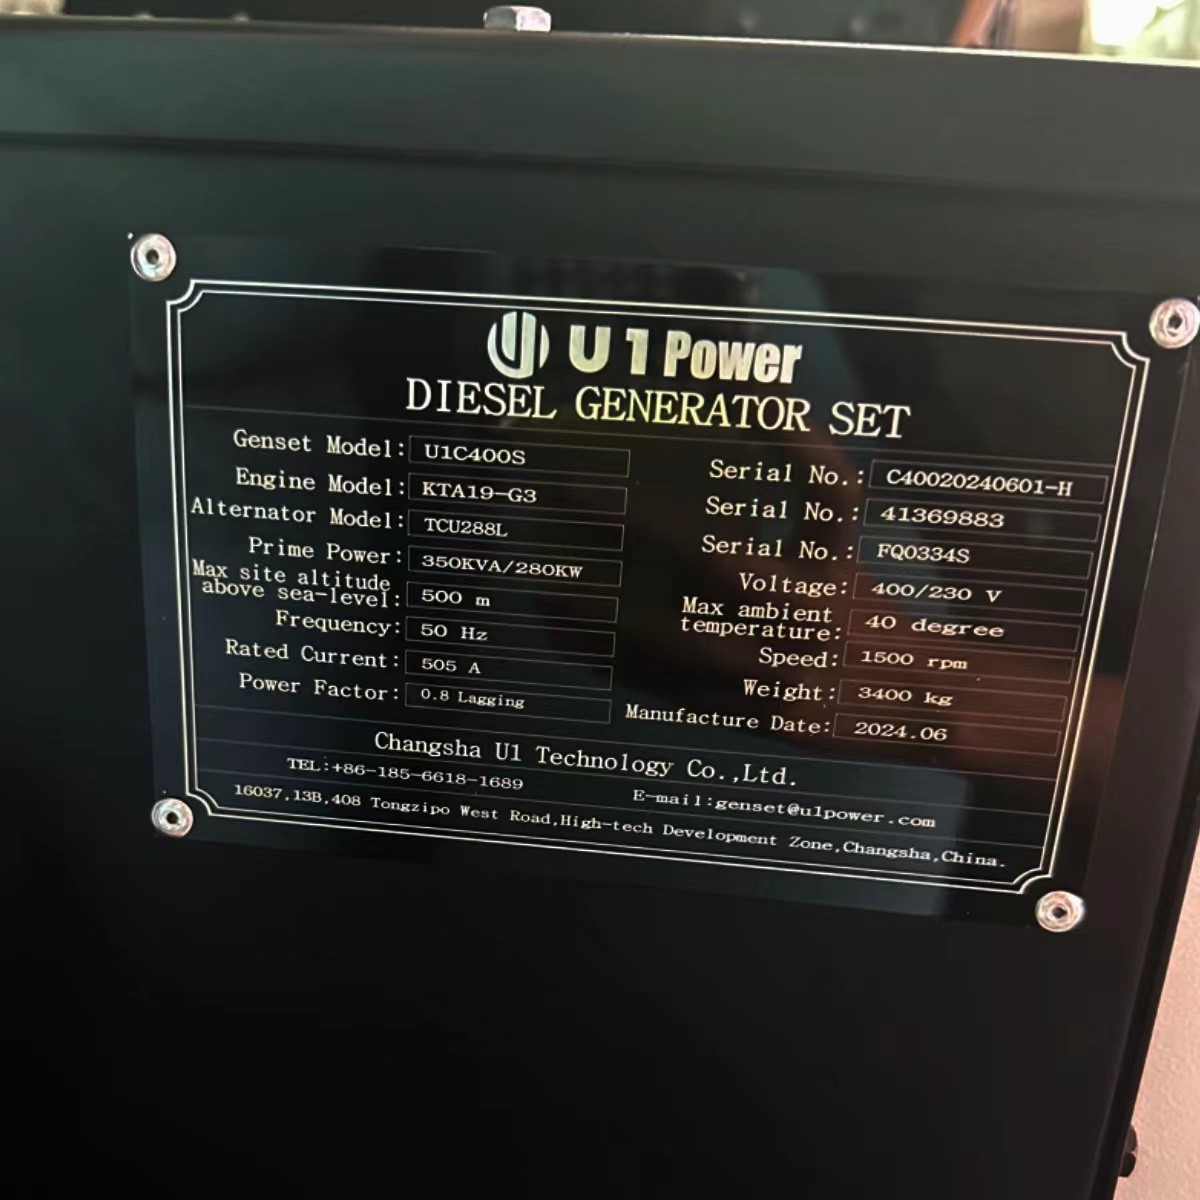 U1 Power
DIESEL GENERATOR SET
Genset Model: U1C400S Serial No.: C40020240601-H
Engine Model: KTA19-G3 Serial No.: 41369883
Alternator Model: TCU288L Serial No.: FQ0334S
Prime Power: 350KVA/280KW Voltage: 400/230 V
Max site altitude above sea-level: 500 m Max ambient temperature: 40 degree
Frequency: 50 Hz Speed: 1500 rpm
Rated Current: 505 A Weight: 3400 kg
Power Factor: 0.8 Lagging Manufacture Date: 2024.06
Changsha U1 Technology Co.,Ltd.
TEL:+86-185-6618-1689 E-mail:genset@u1power.com
16037,13B,408 Tongzipo West Road,High-tech Development Zone,Changsha,China.